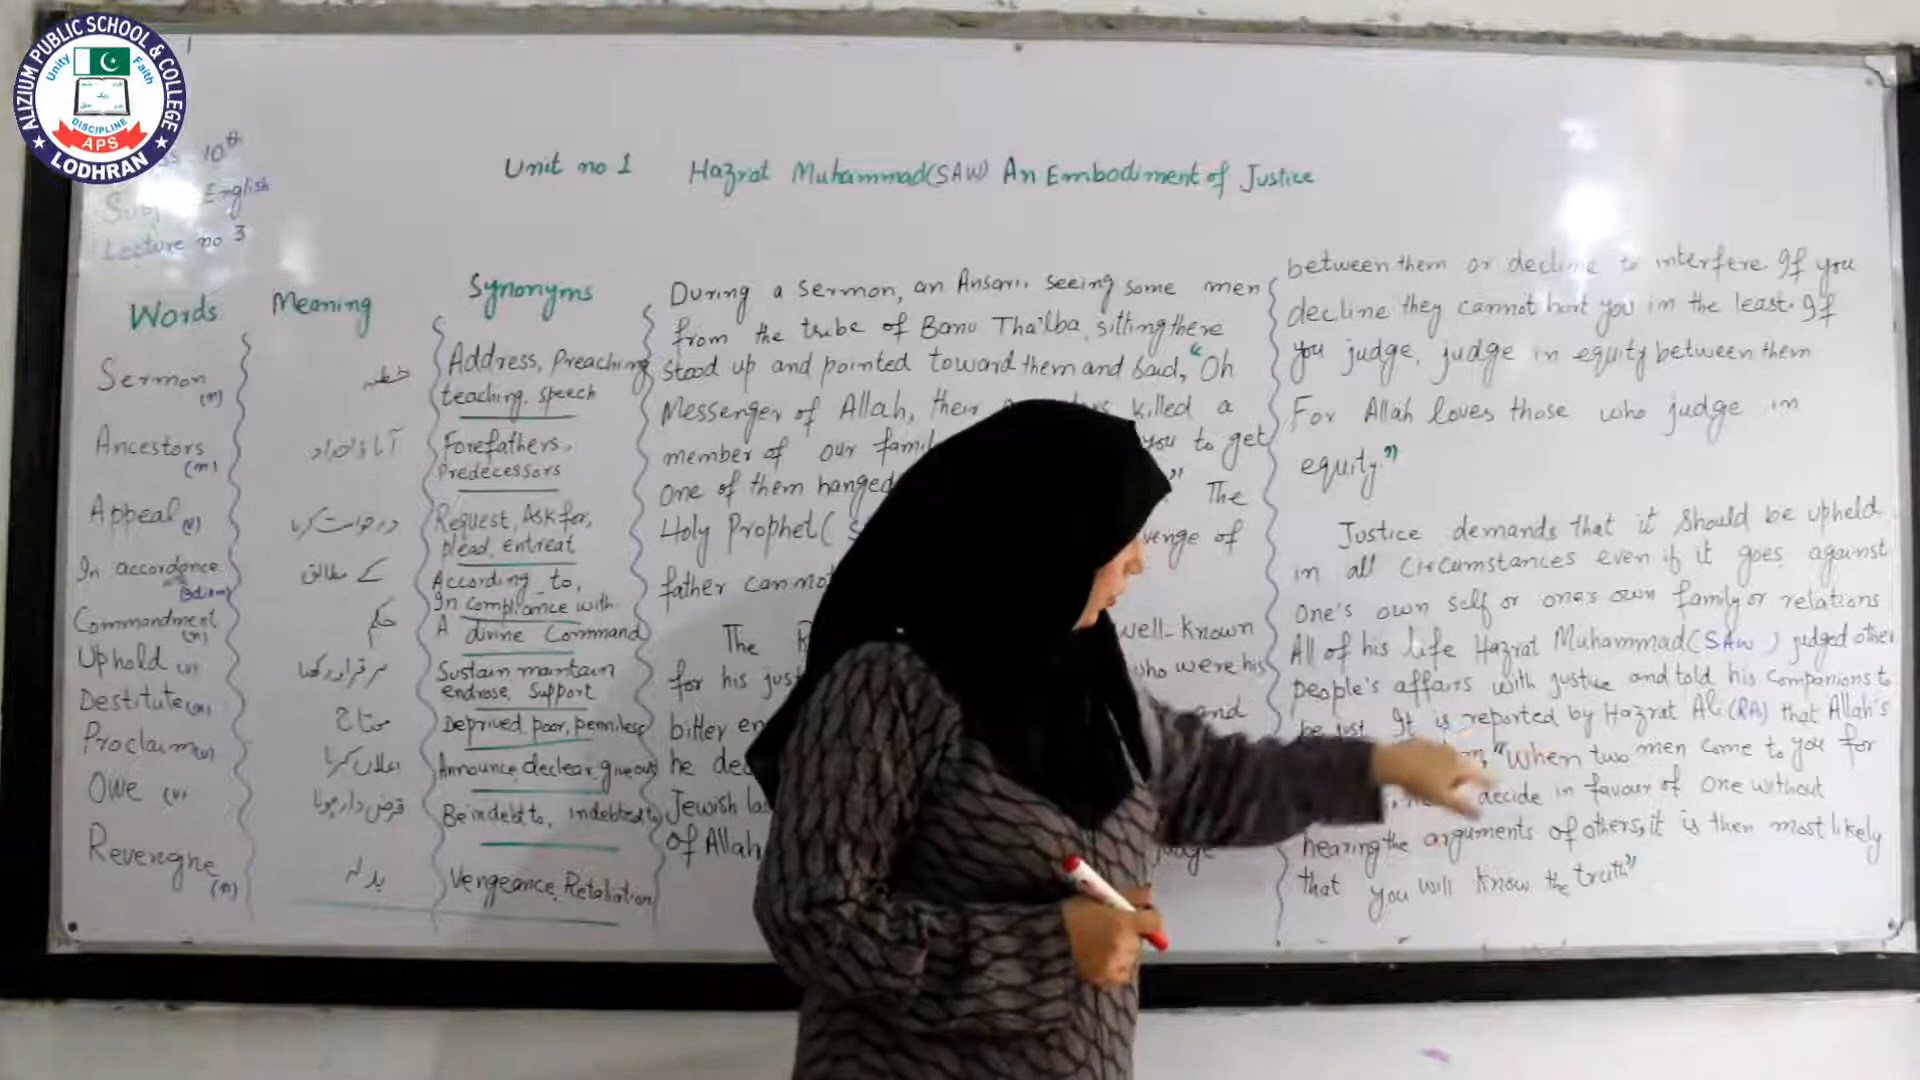 ALIZIUM PUBLIC SCHOOL & COLLEGE
Unity
Faith
DISCIPLINE
APS
LODHRAN
10th
Subj English
Lecture no 3
Unit no 1 Hazrat Muhammad(SAW) An Embodiment of Justice
Words Meaning Synonyms
Sermon (n) خطبہ Address, Preaching
teaching, speech
Ancestors (n) آباؤ اجداد Forefathers,
Predecessors
Appeal (v) درخواست کرنا Request, Ask for,
plead, entreat
In accordance (Idiom) کے مطابق According to,
In compliance with
Commandment (n) حکم A divine Command
Uphold (v) برقرار رکھنا Sustain maintain
endrose, Support
Destitute (n) محتاج Deprived, poor, penniless
Proclaim (v) اعلان کرنا Announce, declear, give out
Owe (v) قرض دار ہونا Be in debt to, indebted to
Revenghe (n) بدلہ Vengeance, Retaliation
During a sermon, an Ansari, seeing some men
from the tribe of Banu Tha'lba, sitting there
stood up and pointed toward them and said, "Oh
Messenger of Allah, their killed a
member of our you to get
one of them hanged " The
Holy Prophet( of
father cannot
The well-known
for his who were his
bitter and
he
Jewish
of Allah, judge
between them or decline to interfere. If you
decline they cannot hort you in the least. If
you judge, judge in equity between them
For Allah loves those who judge in
equity."
Justice demands that it should be upheld
in all circumstances even if it goes against
One's own self or one's own family or relations
All of his life Hazrat Muhammad(SAW) judged other
people's affairs with justice and told his companions to
be just. It is reported by Hazrat Ali (RA) that Allah's
"When two men come to you for
decide in favour of one without
hearing the arguments of others, it is then most likely
that you will know the truth"